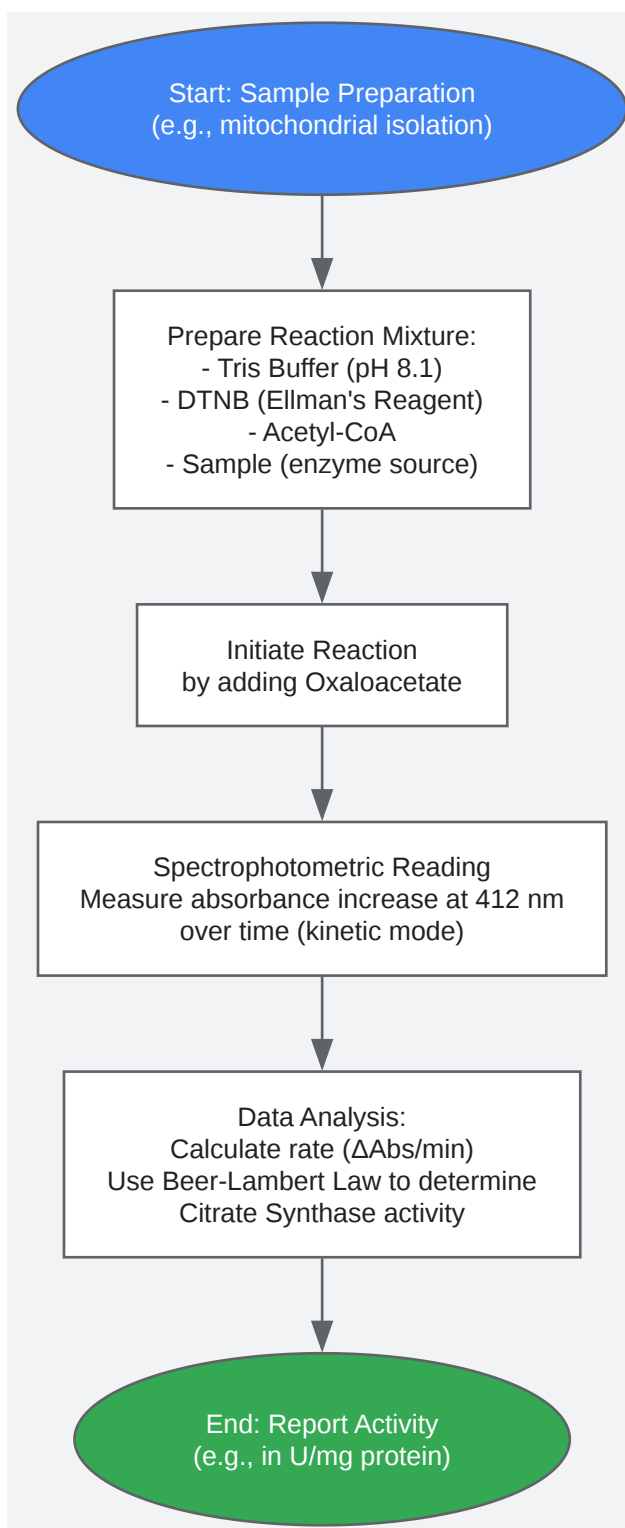 Start: Sample Preparation
(e.g., mitochondrial isolation)
Prepare Reaction Mixture:
- Tris Buffer (pH 8.1)
- DTNB (Ellman's Reagent)
- Acetyl-CoA
- Sample (enzyme source)
Initiate Reaction
by adding Oxaloacetate
Spectrophotometric Reading
Measure absorbance increase at 412 nm
over time (kinetic mode)
Data Analysis:
Calculate rate (ΔAbs/min)
Use Beer-Lambert Law to determine
Citrate Synthase activity
End: Report Activity
(e.g., in U/mg protein)